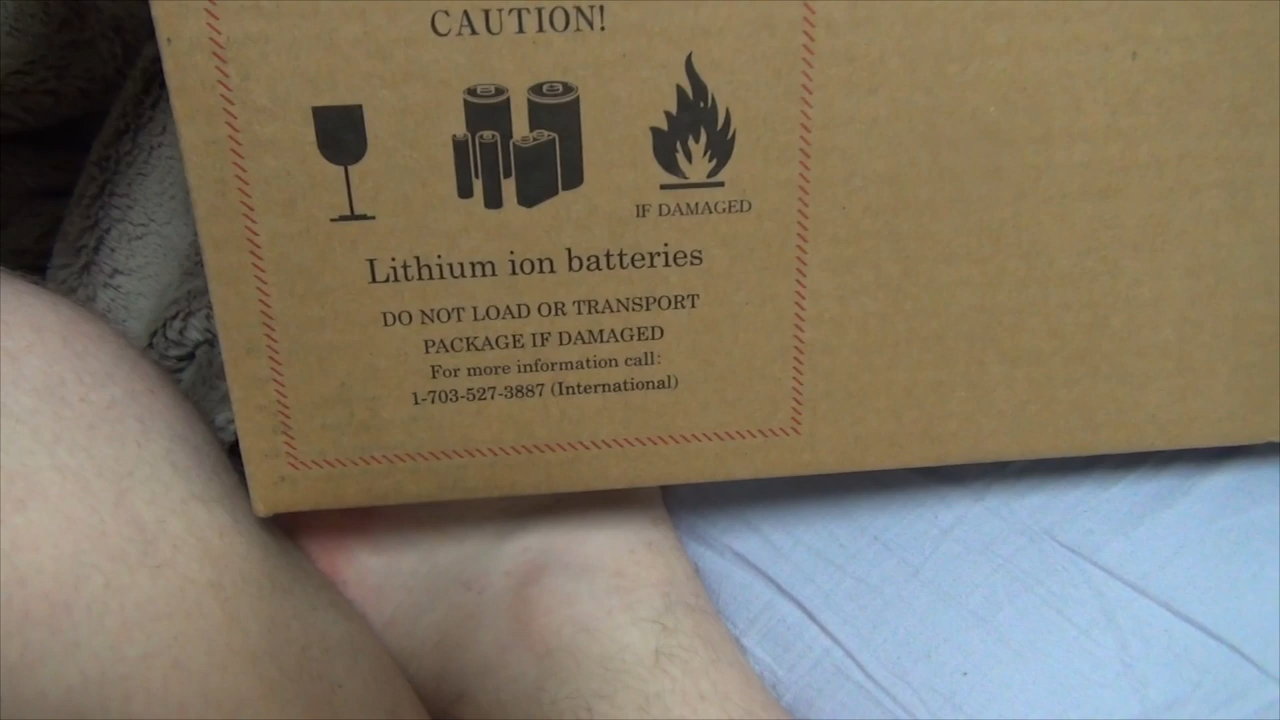 CAUTION!
IF DAMAGED
Lithium ion batteries
DO NOT LOAD OR TRANSPORT
PACKAGE IF DAMAGED
For more information call:
1-703-527-3887 (International)